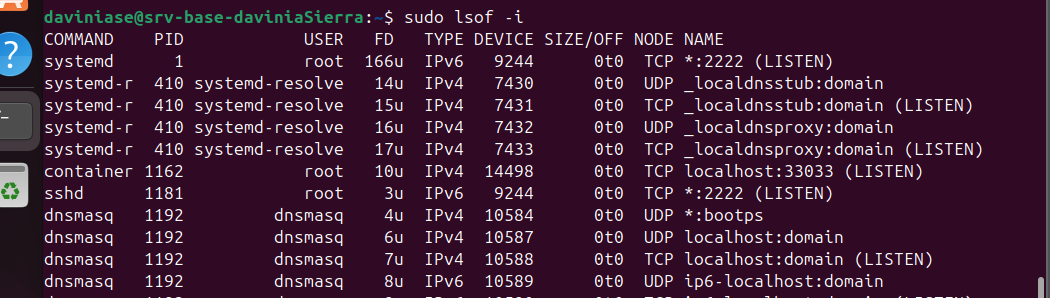 daviniase@srv-base-daviniaSierra:~$ sudo lsof -i
COMMAND PID USER FD TYPE DEVICE SIZE/OFF NODE NAME
systemd 1 root 166u IPv6 9244 0t0 TCP *:2222 (LISTEN)
systemd-r 410 systemd-resolve 14u IPv4 7430 0t0 UDP _localdnsstub:domain
systemd-r 410 systemd-resolve 15u IPv4 7431 0t0 TCP _localdnsstub:domain (LISTEN)
systemd-r 410 systemd-resolve 16u IPv4 7432 0t0 UDP _localdnsproxy:domain
systemd-r 410 systemd-resolve 17u IPv4 7433 0t0 TCP _localdnsproxy:domain (LISTEN)
container 1162 root 10u IPv4 14498 0t0 TCP localhost:33033 (LISTEN)
sshd 1181 root 3u IPv6 9244 0t0 TCP *:2222 (LISTEN)
dnsmasq 1192 dnsmasq 4u IPv4 10584 0t0 UDP *:bootps
dnsmasq 1192 dnsmasq 6u IPv4 10587 0t0 UDP localhost:domain
dnsmasq 1192 dnsmasq 7u IPv4 10588 0t0 TCP localhost:domain (LISTEN)
dnsmasq 1192 dnsmasq 8u IPv6 10589 0t0 UDP ip6-localhost:domain